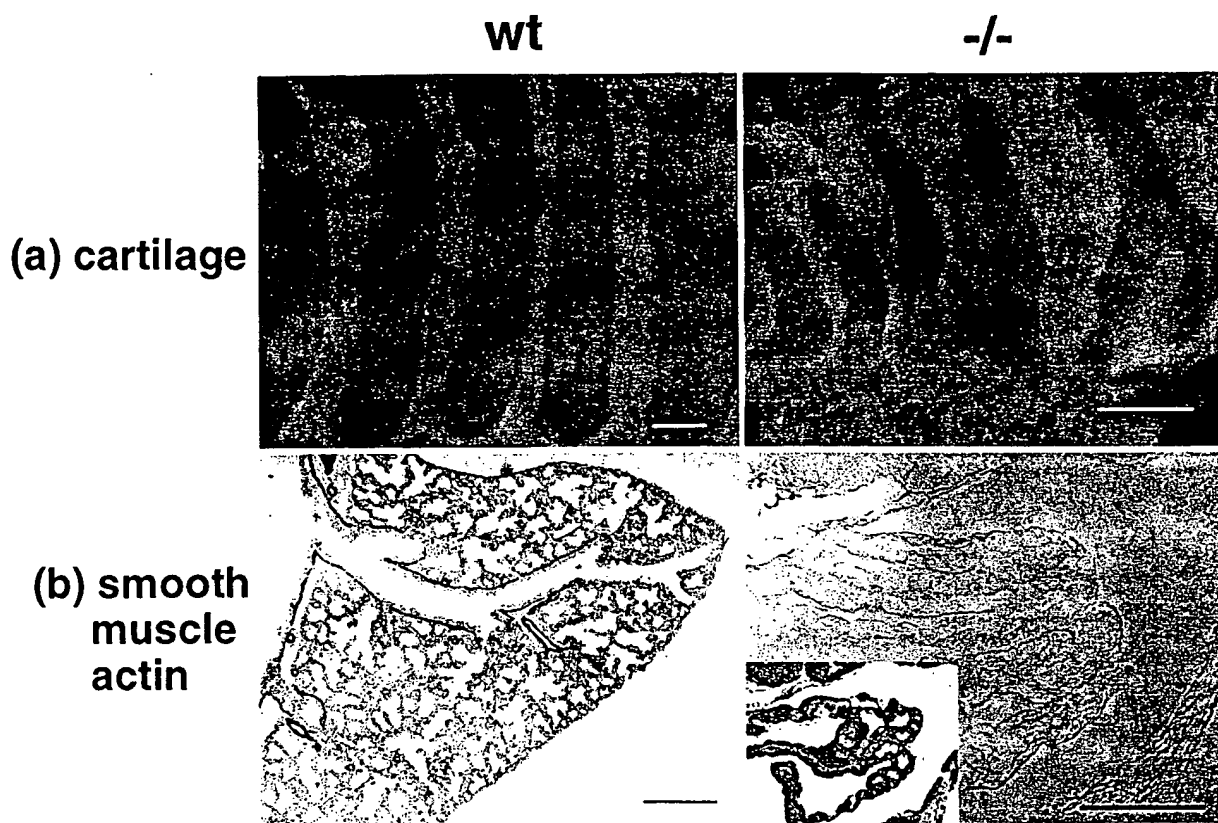 wt
-/-
(a) cartilage
(b) smooth
muscle
actin